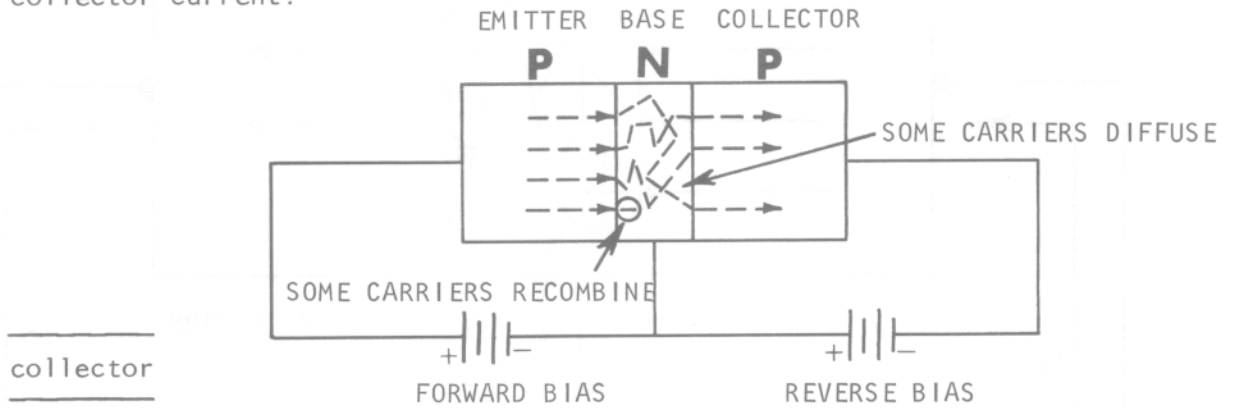 collector current.
EMITTER BASE COLLECTOR
P N P
SOME CARRIERS DIFFUSE
SOME CARRIERS RECOMBINE
+ - + -
collector
FORWARD BIAS REVERSE BIAS